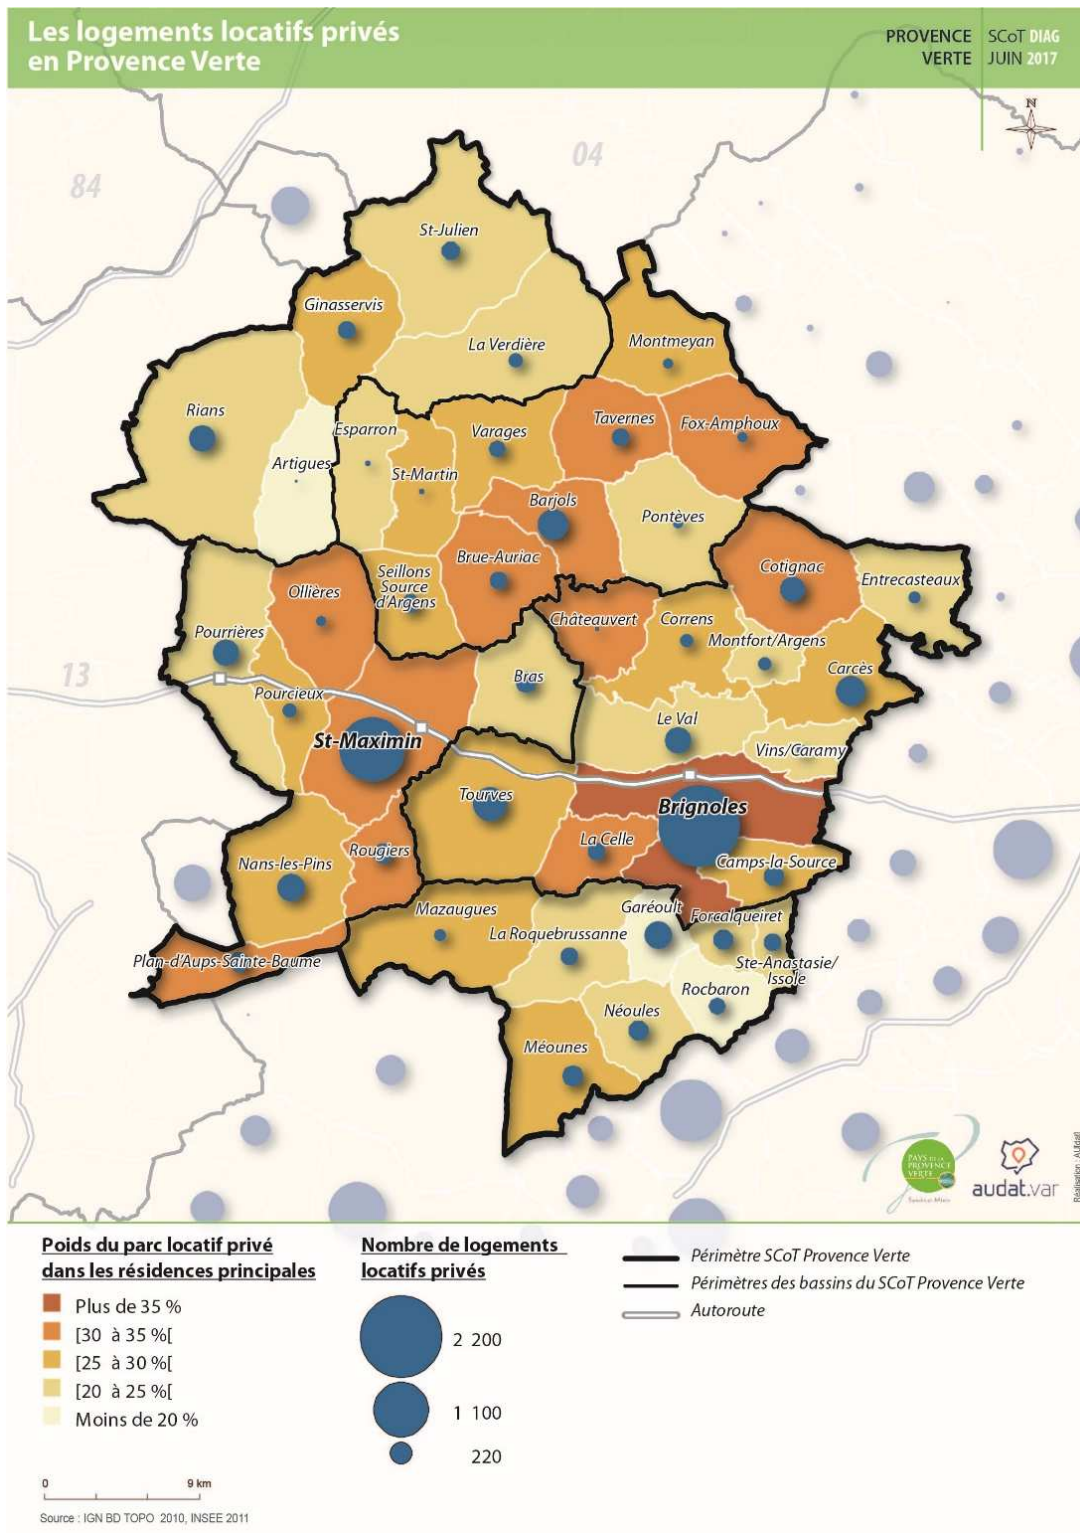 Les logements locatifs privés
en Provence Verte
PROVENCE
VERTE
SCoT DIAG
JUIN 2017
N
04
84
13
St-Julien
Ginasservis
La Verdière
Montmeyan
Rians
Artigues
Esparron
St-Martin
Varages
Tavernes
Fox-Amphoux
Barjols
Pontèves
Brue-Auriac
Seillons
Source
d'Argens
Ollières
Cotignac
Entrecasteaux
Châteauvert
Correns
Montfort/Argens
Carcès
Pourrières
Pourcieux
Bras
Le Val
Vins/Caramy
St-Maximin
Tourves
Brignoles
La Celle
Camps-la-Source
Rougiers
Nans-les-Pins
Mazaugues
Garéoult
Forcalqueiret
La Roquebrussanne
Plan-d'Aups-Sainte-Baume
Ste-Anastasie/
Issole
Rocbaron
Néoules
Méounes
PAYS DE LA
PROVENCE
VERTE
Syndicat Mixte
audat.var
Poids du parc locatif privé
dans les résidences principales
Plus de 35 %
[30 à 35 %[
[25 à 30 %[
[20 à 25 %[
Moins de 20 %
Nombre de logements
locatifs privés
2 200
1 100
220
Périmètre SCoT Provence Verte
Périmètres des bassins du SCoT Provence Verte
Autoroute
0 9 km
Source : IGN BD TOPO 2010, INSEE 2011